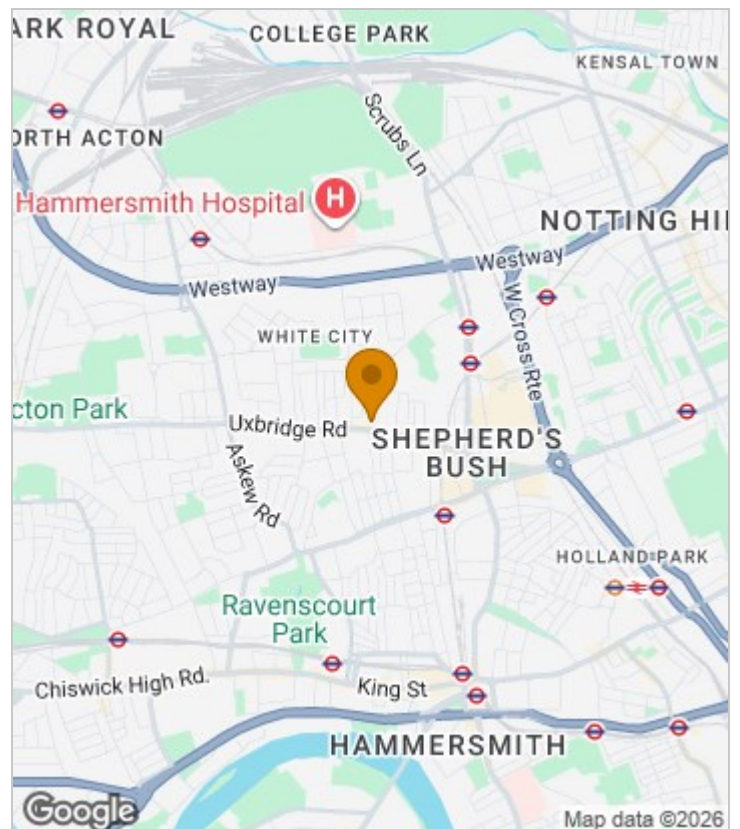 ARK ROYAL
COLLEGE PARK
KENSAL TOWN
ORTH ACTON
Scrubs Ln
Hammersmith Hospital
H
NOTTING HI
Westway
Westway
W Cross Rte
WHITE CITY
cton Park
Uxbridge Rd
SHEPHERD'S
BUSH
Askew Rd
HOLLAND PARK
Ravenscourt
Park
Chiswick High Rd.
King St
HAMMERSMITH
Google
Map data ©2026